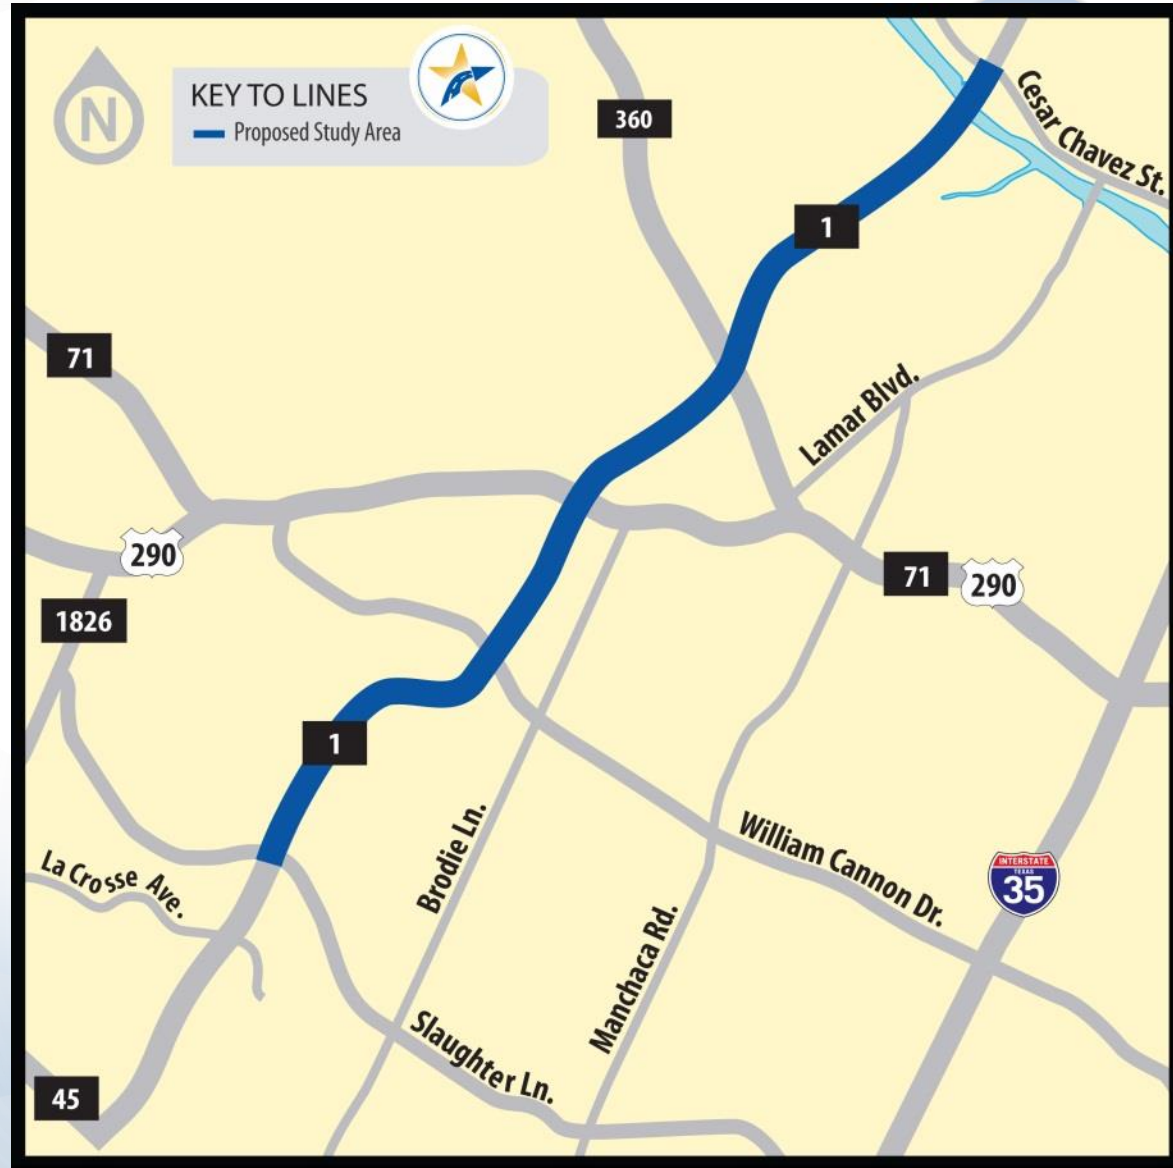 N
KEY TO LINES
Proposed Study Area
360
Cesar Chavez St.
1
71
Lamar Blvd.
290
71
290
1826
1
William Cannon Dr.
Brodie Ln.
INTERSTATE
TEXAS
35
La Crosse Ave.
Manchaca Rd.
Slaughter Ln.
45